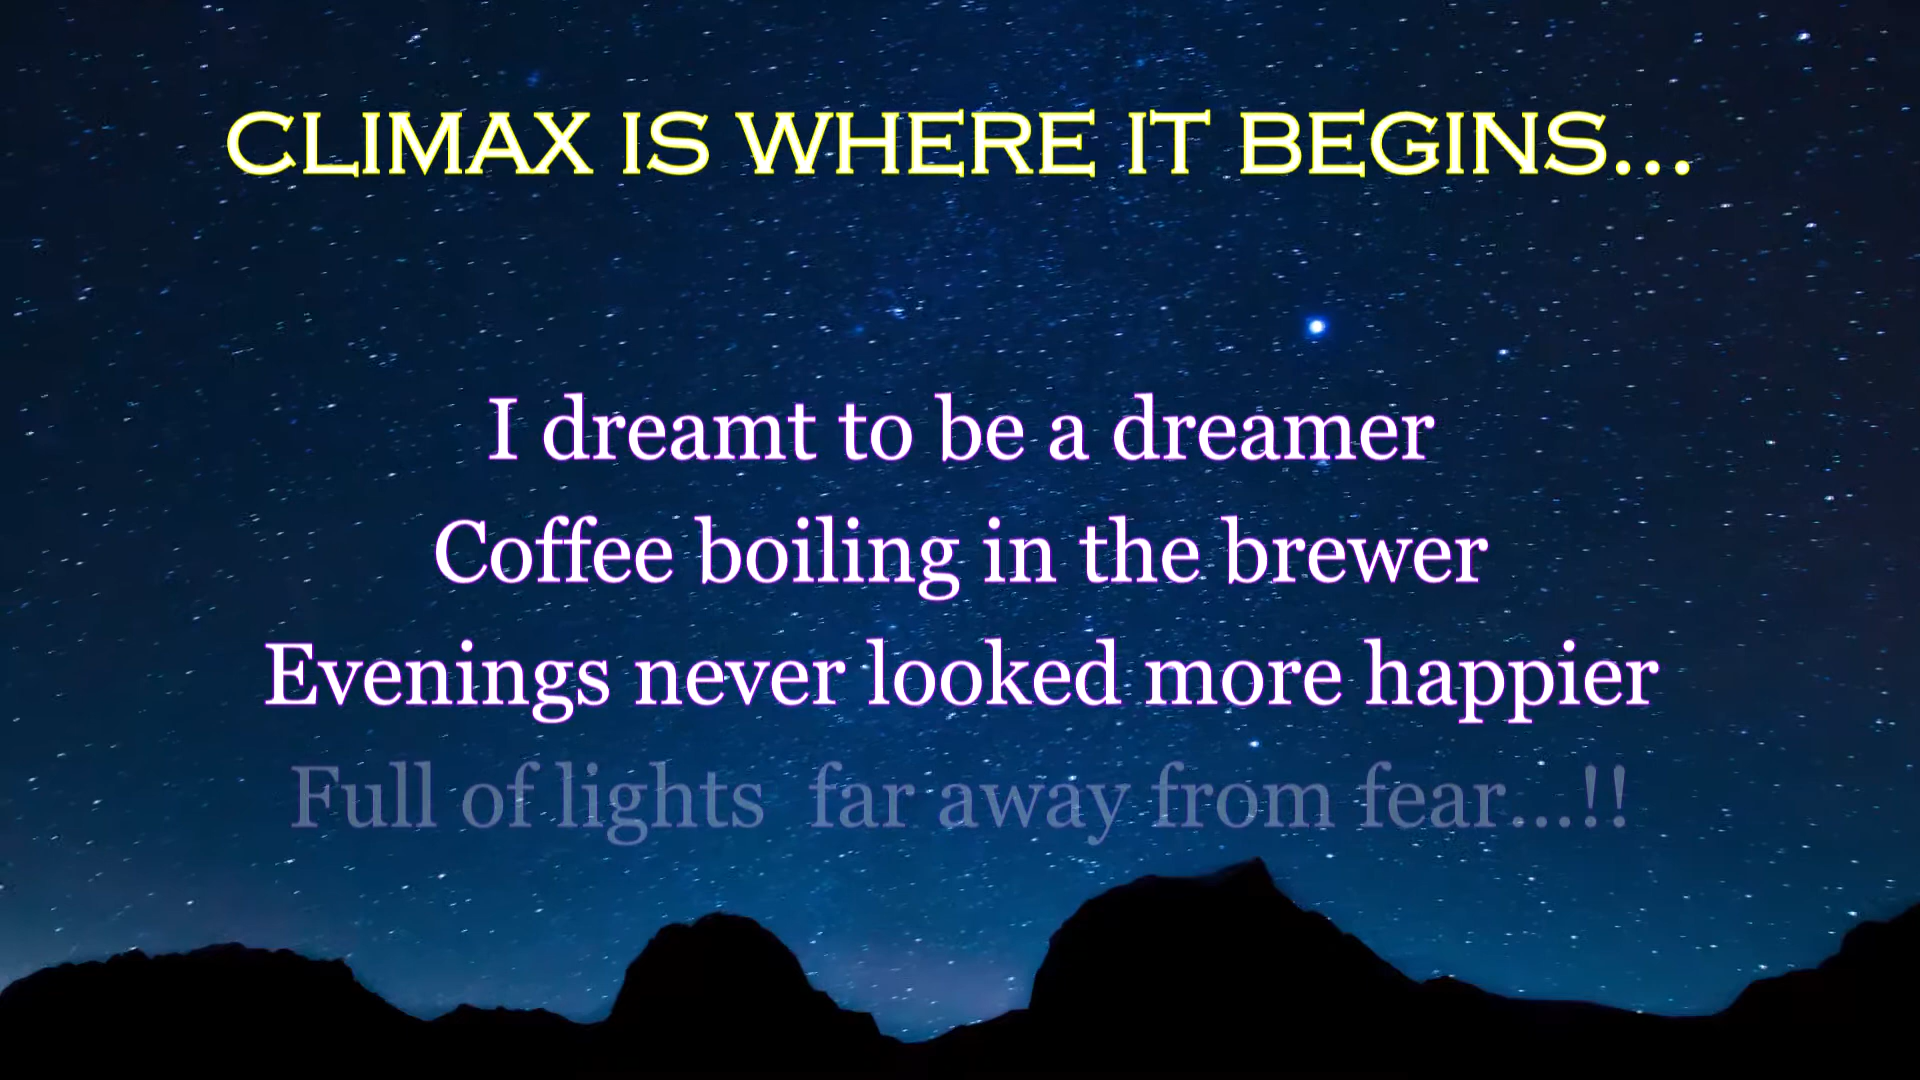 CLIMAX IS WHERE IT BEGINS...
I dreamt to be a dreamer
Coffee boiling in the brewer
Evenings never looked more happier
Full of lights  far away from fear...!!